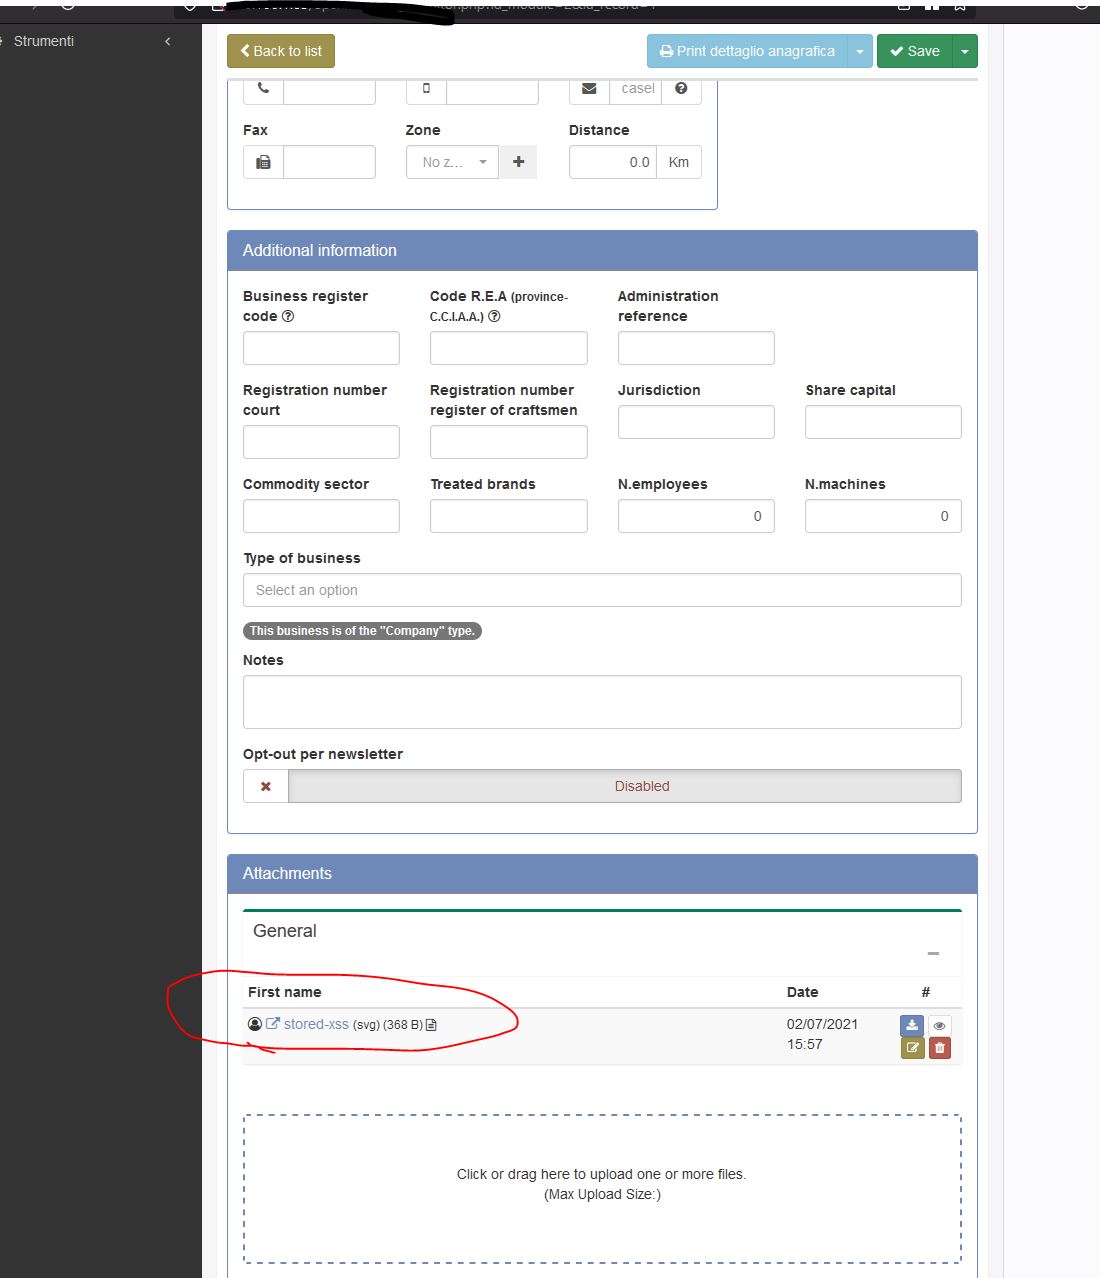 Strumenti
Back to list
Print dettaglio anagrafica
Save
casel
Fax
Zone
Distance
No z...
0.0
Km
Additional information
Business register
code
Code R.E.A (province-
C.C.I.A.A.)
Administration
reference
Registration number
court
Registration number
register of craftsmen
Jurisdiction
Share capital
Commodity sector
Treated brands
N.employees
N.machines
0
0
Type of business
Select an option
This business is of the "Company" type.
Notes
Opt-out per newsletter
Disabled
Attachments
General
First name
Date
#
stored-xss (svg) (368 B)
02/07/2021
15:57
Click or drag here to upload one or more files.
(Max Upload Size:)